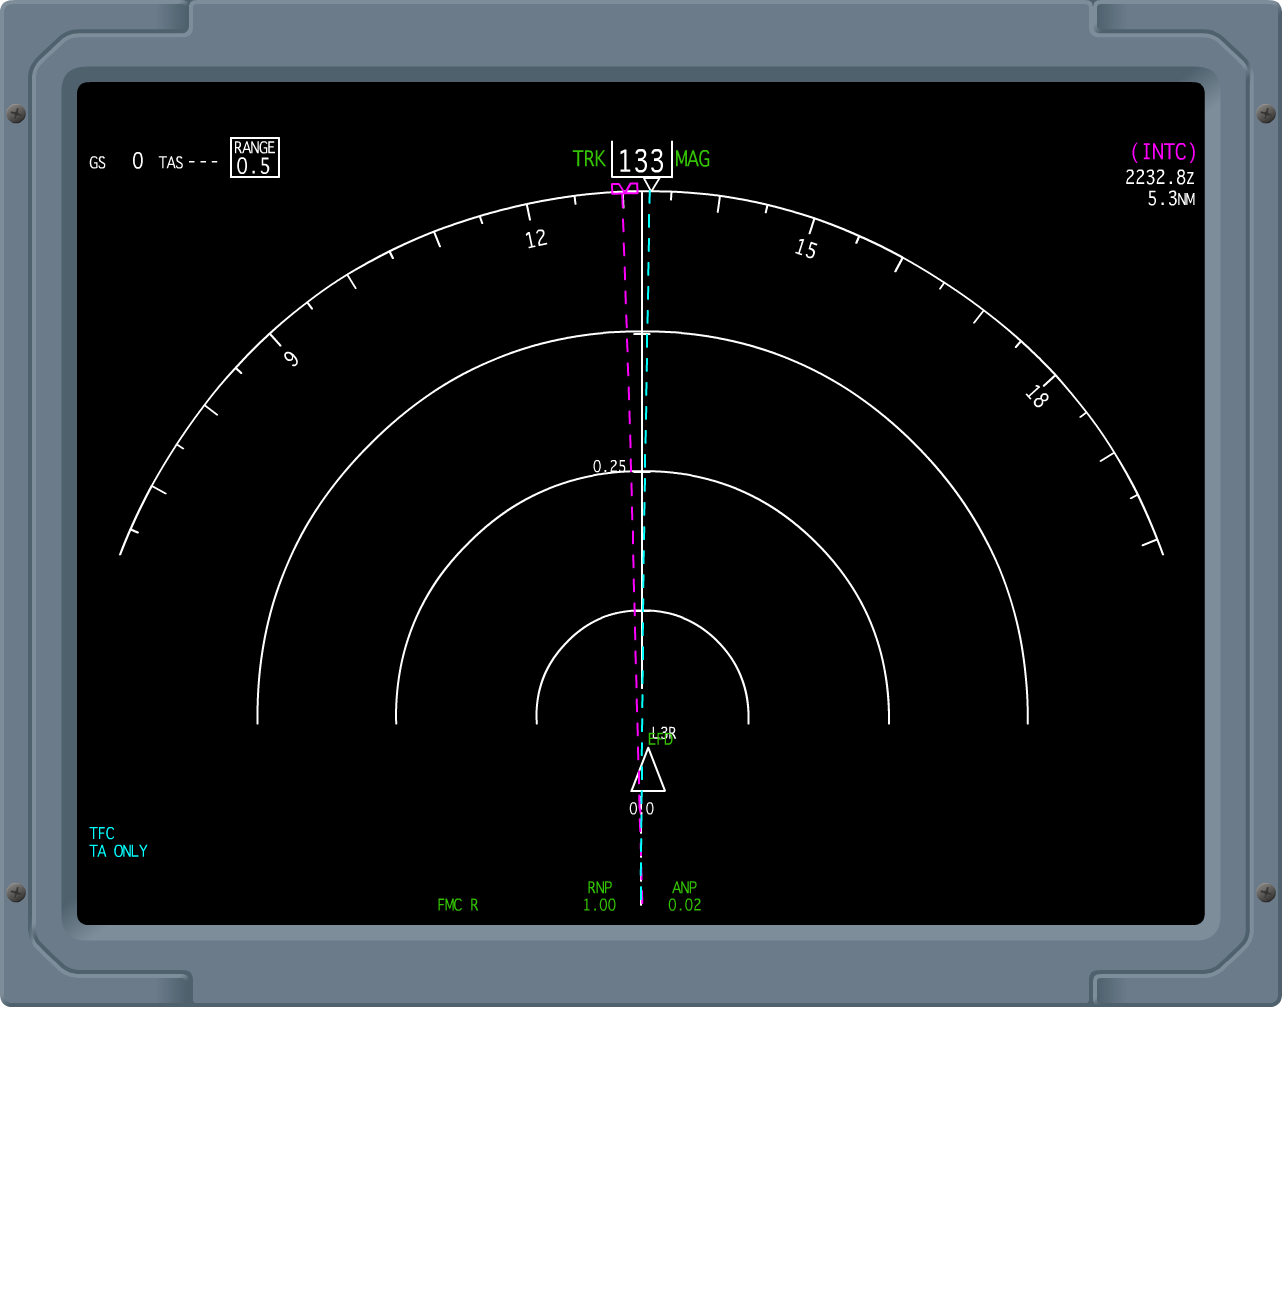 GS 0 TAS---
RANGE
0.5
TRK 133 MAG
(INTC)
2232.8Z
5.3NM
12
15
9
18
0.25
L3R
EFD
0.0
TFC
TA ONLY
RNP
1.00
ANP
0.02
FMC R